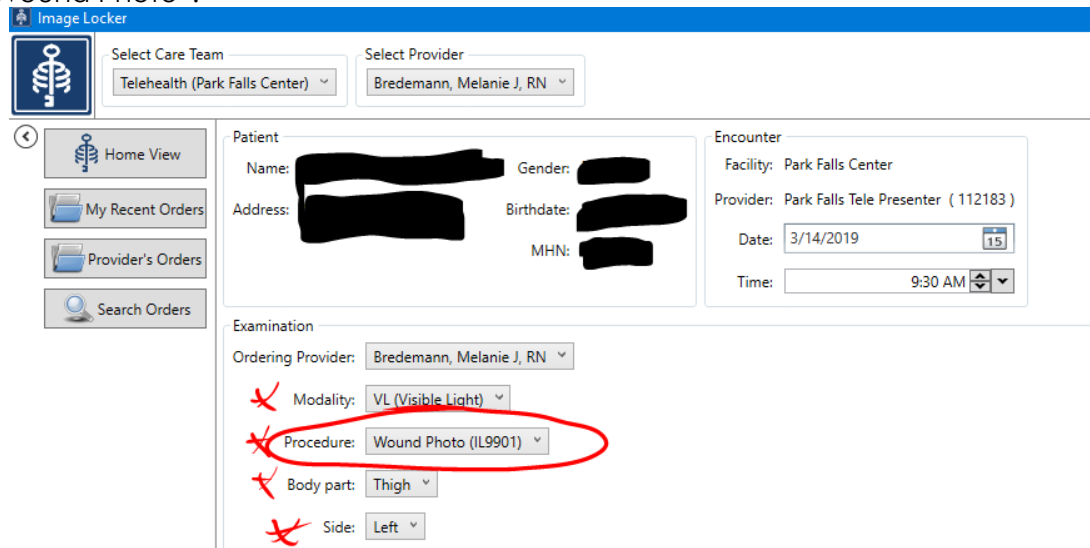 Image Locker
Select Care Team Select Provider
Telehealth (Park Falls Center) Bredemann, Melanie J, RN
Home View
My Recent Orders
Provider's Orders
Search Orders
Patient
Name: Gender:
Address: Birthdate:
MHN:
Encounter
Facility: Park Falls Center
Provider: Park Falls Tele Presenter ( 112183 )
Date: 3/14/2019 15
Time: 9:30 AM
Examination
Ordering Provider: Bredemann, Melanie J, RN
Modality: VL (Visible Light)
Procedure: Wound Photo (IL9901)
Body part: Thigh
Side: Left